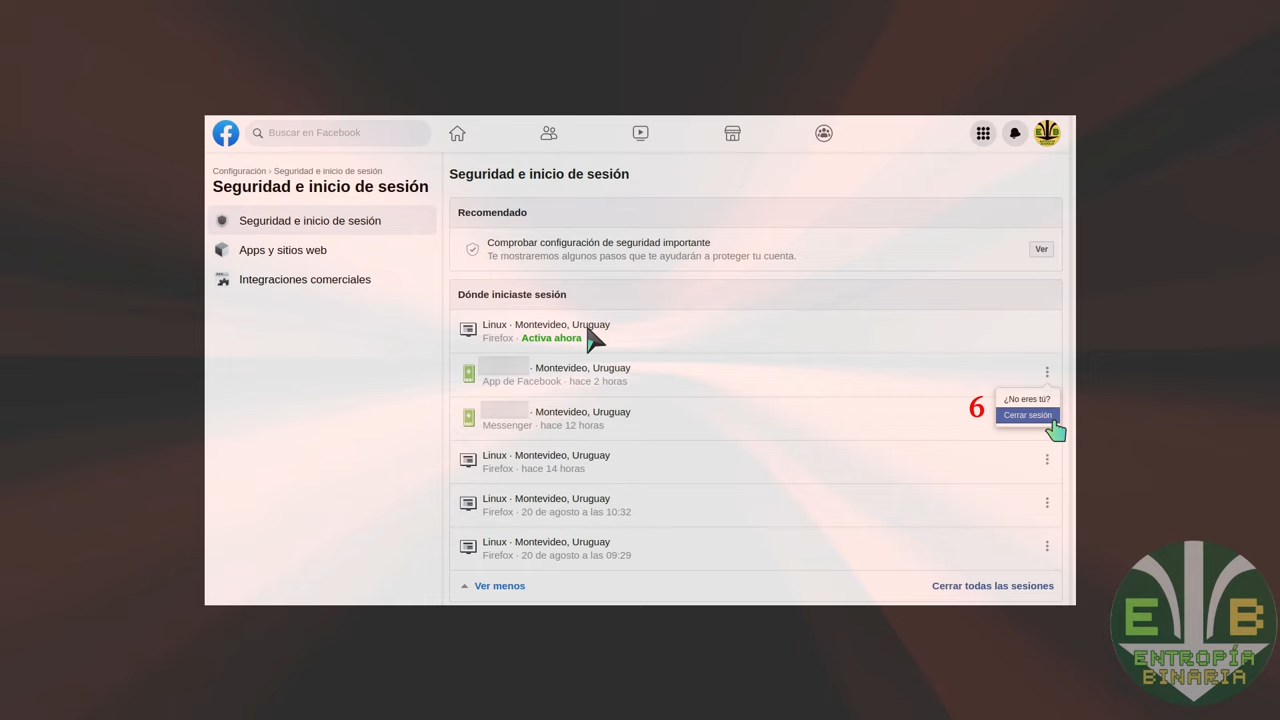 Buscar en Facebook
Configuración › Seguridad e inicio de sesión
Seguridad e inicio de sesión
Seguridad e inicio de sesión
Apps y sitios web
Integraciones comerciales
Seguridad e inicio de sesión
Recomendado
Comprobar configuración de seguridad importante
Te mostraremos algunos pasos que te ayudarán a proteger tu cuenta.
Ver
Dónde iniciaste sesión
Linux · Montevideo, Uruguay
Firefox · Activa ahora
· Montevideo, Uruguay
App de Facebook · hace 2 horas
6
¿No eres tú?
Cerrar sesión
· Montevideo, Uruguay
Messenger · hace 12 horas
Linux · Montevideo, Uruguay
Firefox · hace 14 horas
Linux · Montevideo, Uruguay
Firefox · 20 de agosto a las 10:32
Linux · Montevideo, Uruguay
Firefox · 20 de agosto a las 09:29
Ver menos
Cerrar todas las sesiones
E B
ENTROPÍA
BINARIA